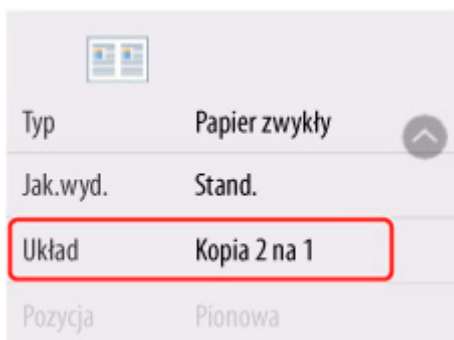 Typ Papier zwykły
Jak.wyd. Stand.
Układ Kopia 2 na 1
Pozycja Pionowa